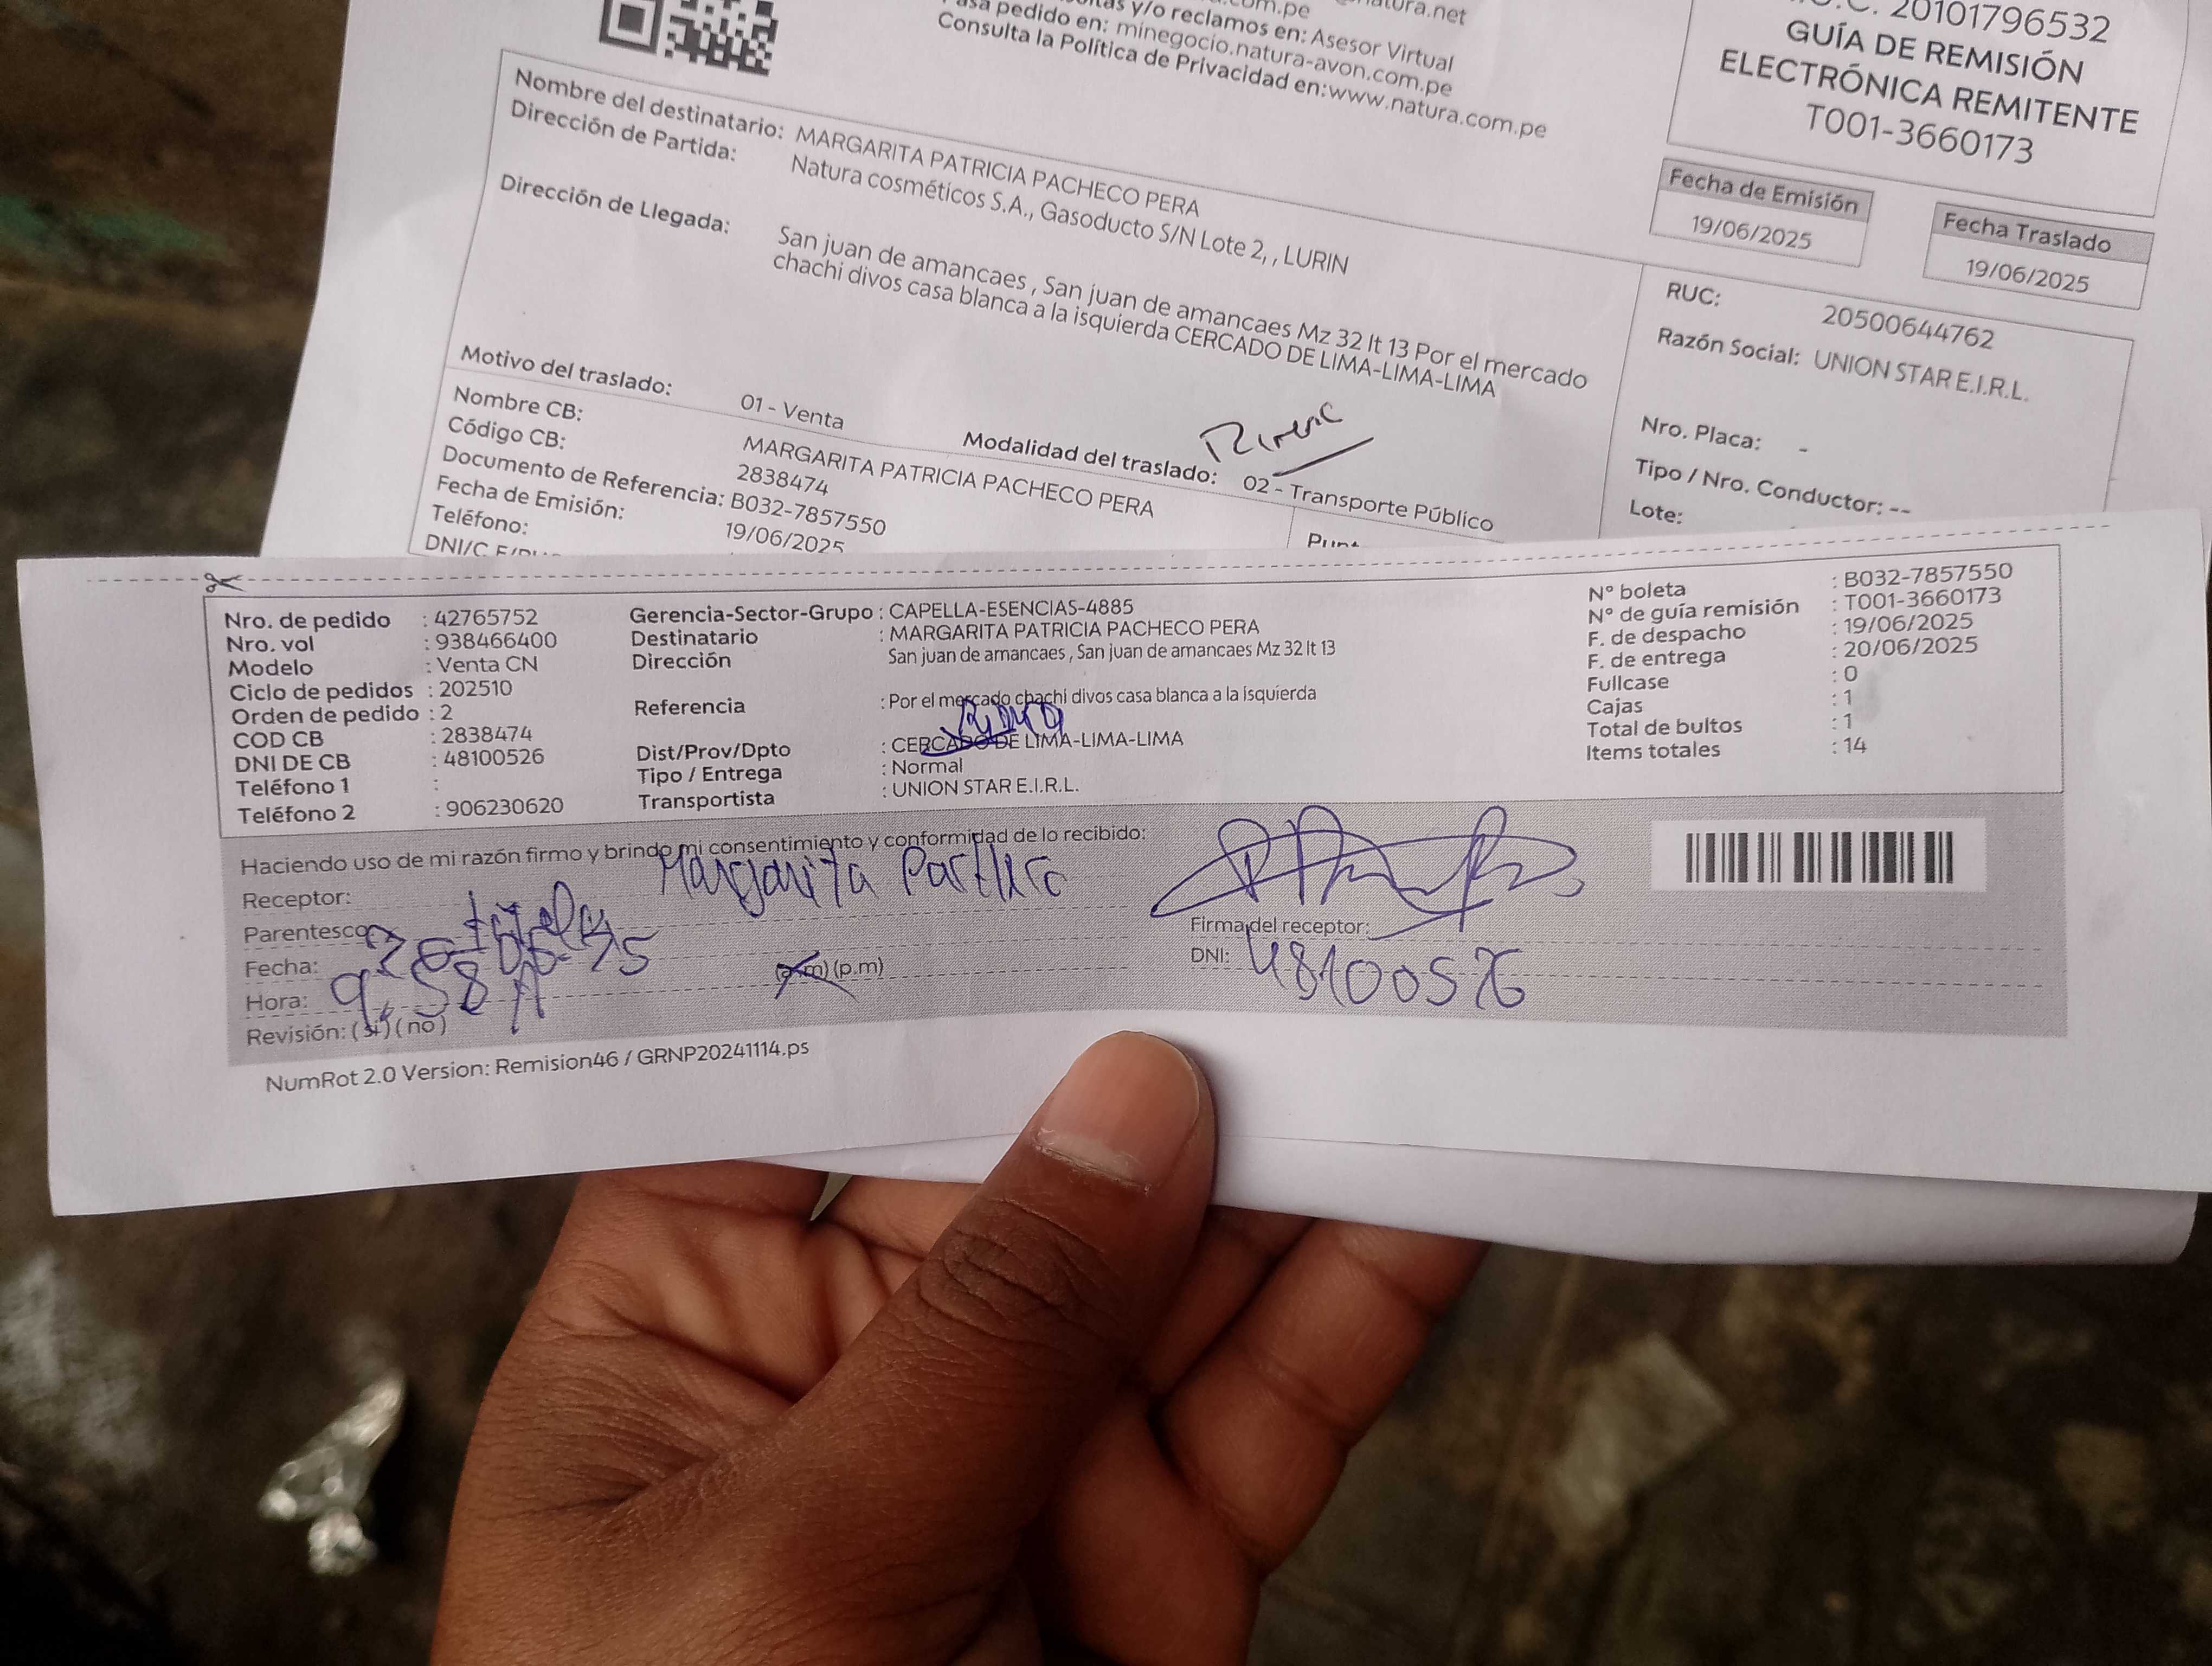 y/o reclamos en: Asesor Virtual
pedido en: minegocio.natura-avon.com.pe
Consulta la Política de Privacidad en:www.natura.com.pe
20101796532
GUÍA DE REMISIÓN
ELECTRÓNICA REMITENTE
T001-3660173
Fecha de Emisión
19/06/2025
Fecha Traslado
19/06/2025
Nombre del destinatario: MARGARITA PATRICIA PACHECO PERA
Dirección de Partida: Natura cosméticos S.A., Gasoducto S/N Lote 2, , LURIN
Dirección de Llegada: San juan de amancaes , San juan de amancaes Mz 32 lt 13 Por el mercado
chachi divos casa blanca a la isquierda CERCADO DE LIMA-LIMA-LIMA
RUC: 20500644762
Razón Social: UNION STAR E.I.R.L.
Nro. Placa: -
Tipo / Nro. Conductor: --
Lote:
Motivo del traslado: 01 - Venta
Modalidad del traslado: 02 - Transporte Público
Nombre CB: MARGARITA PATRICIA PACHECO PERA
Código CB: 2838474
Documento de Referencia: B032-7857550
Fecha de Emisión: 19/06/2025
Teléfono:
Nro. de pedido : 42765752
Nro. vol : 938466400
Modelo : Venta CN
Ciclo de pedidos : 202510
Orden de pedido : 2
COD CB : 2838474
DNI DE CB : 48100526
Teléfono 1 :
Teléfono 2 : 906230620
Gerencia-Sector-Grupo : CAPELLA-ESENCIAS-4885
Destinatario : MARGARITA PATRICIA PACHECO PERA
Dirección San juan de amancaes , San juan de amancaes Mz 32 lt 13
Referencia : Por el mercado chachi divos casa blanca a la isquierda
Dist/Prov/Dpto : CERCADO DE LIMA-LIMA-LIMA
Tipo / Entrega : Normal
Transportista : UNION STAR E.I.R.L.
N° boleta : B032-7857550
N° de guía remisión : T001-3660173
F. de despacho : 19/06/2025
F. de entrega : 20/06/2025
Fullcase : 0
Cajas : 1
Total de bultos : 1
Items totales : 14
Haciendo uso de mi razón firmo y brindo mi consentimiento y conformidad de lo recibido:
Receptor: Margarita
Parentesco
Fecha:
Hora: 9:58 A (a.m) (p.m)
Revisión: (si) (no)
Firma del receptor:
DNI: 48100526
NumRot 2.0 Version: Remision46 / GRNP20241114.ps